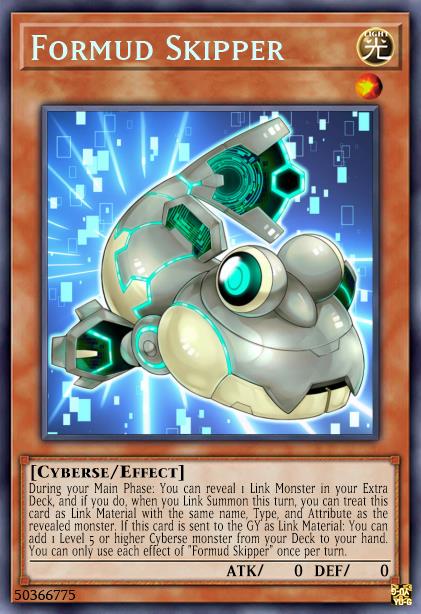 Formud Skipper
LIGHT
光
[Cyberse/Effect]
During your Main Phase: You can reveal 1 Link Monster in your Extra
Deck, and if you do, when you Link Summon this turn, you can treat this
card as Link Material with the same name, Type, and Attribute as the
revealed monster. If this card is sent to the GY as Link Material: You can
add 1 Level 5 or higher Cyberse monster from your Deck to your hand.
You can only use each effect of "Formud Skipper" once per turn.
ATK/ 0 DEF/ 0
50366775